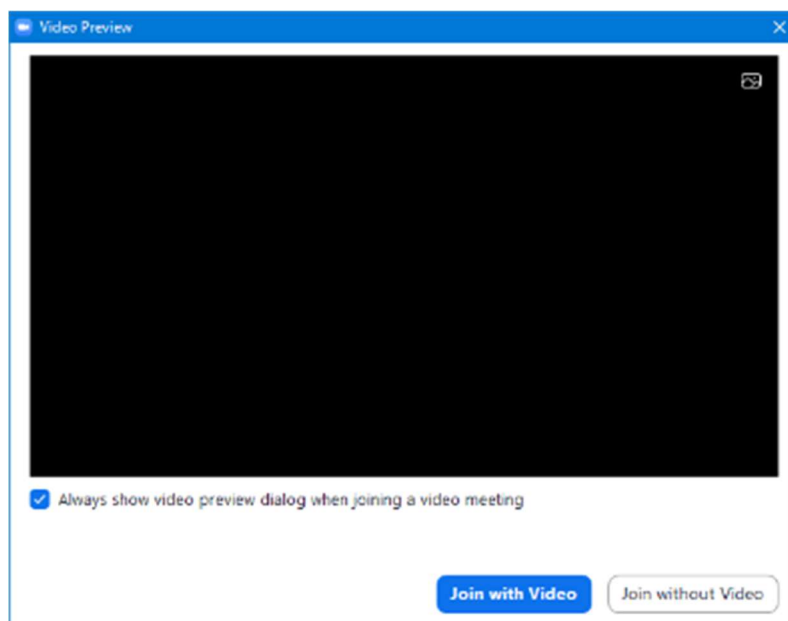 Video Preview
Always show video preview dialog when joining a video meeting
Join with Video
Join without Video